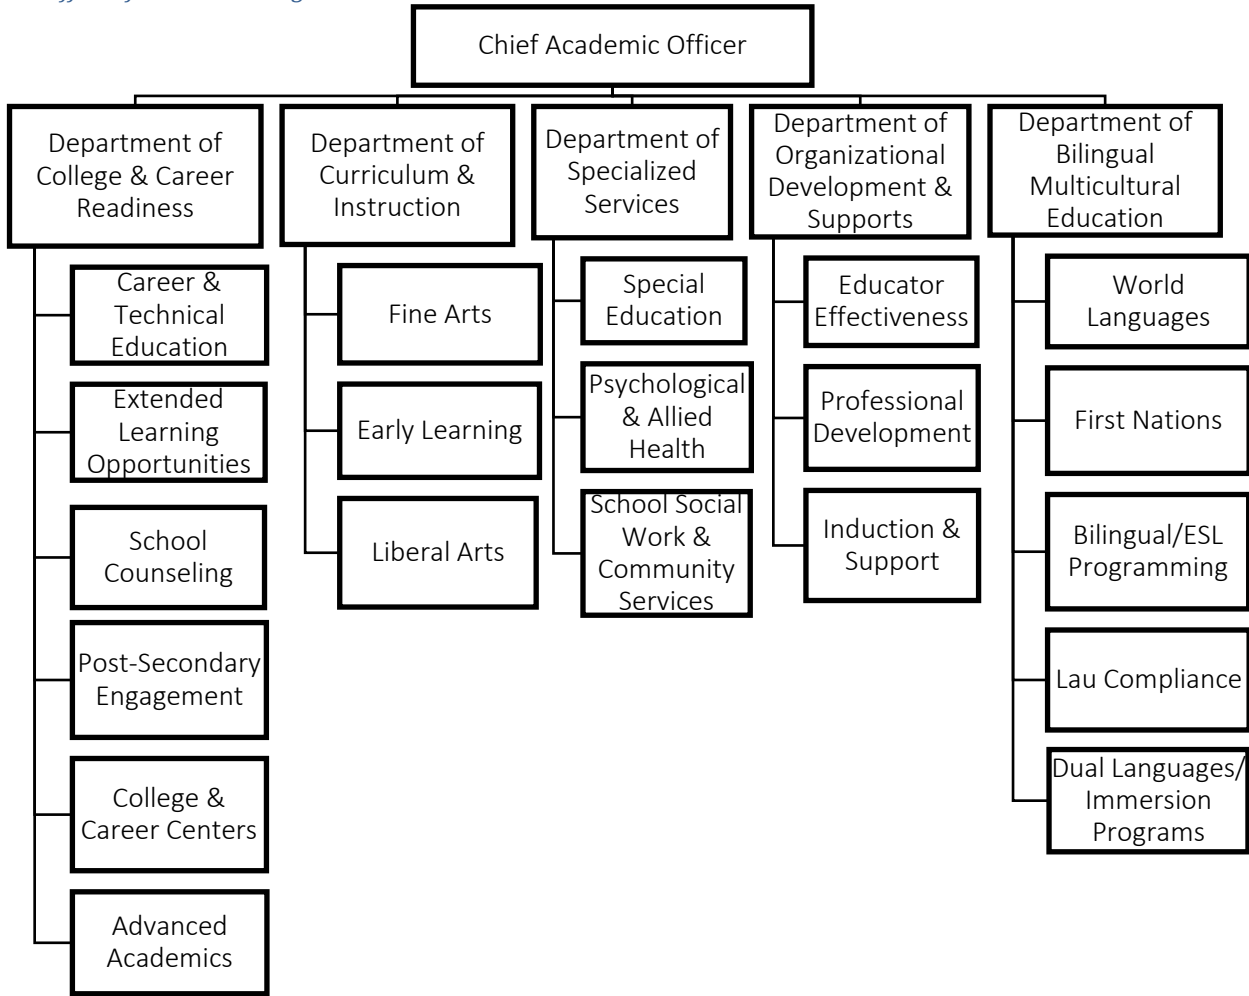 Chief Academic Officer
Department of
College & Career
Readiness
Career &
Technical
Education
Extended
Learning
Opportunities
School
Counseling
Post-Secondary
Engagement
College &
Career Centers
Advanced
Academics
Department of
Curriculum &
Instruction
Fine Arts
Early Learning
Liberal Arts
Department of
Specialized
Services
Special
Education
Psychological
& Allied
Health
School Social
Work &
Community
Services
Department of
Organizational
Development &
Supports
Educator
Effectiveness
Professional
Development
Induction &
Support
Department of
Bilingual
Multicultural
Education
World
Languages
First Nations
Bilingual/ESL
Programming
Lau Compliance
Dual Languages/
Immersion
Programs